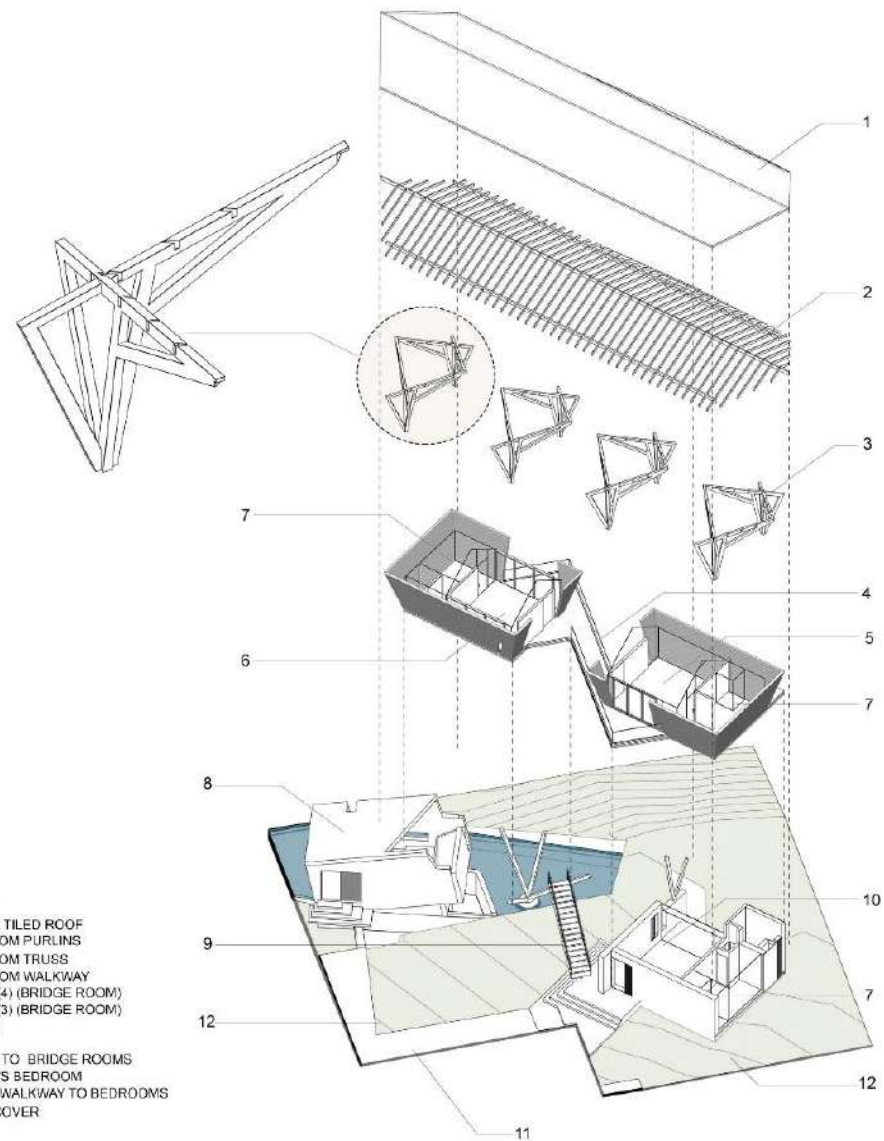 1
2
3
7
4
5
6
7
8
10
9
7
12
12
11
TILED ROOF
OM PURLINS
OM TRUSS
OM WALKWAY
4) (BRIDGE ROOM)
3) (BRIDGE ROOM)
TO BRIDGE ROOMS
'S BEDROOM
WALKWAY TO BEDROOMS
COVER